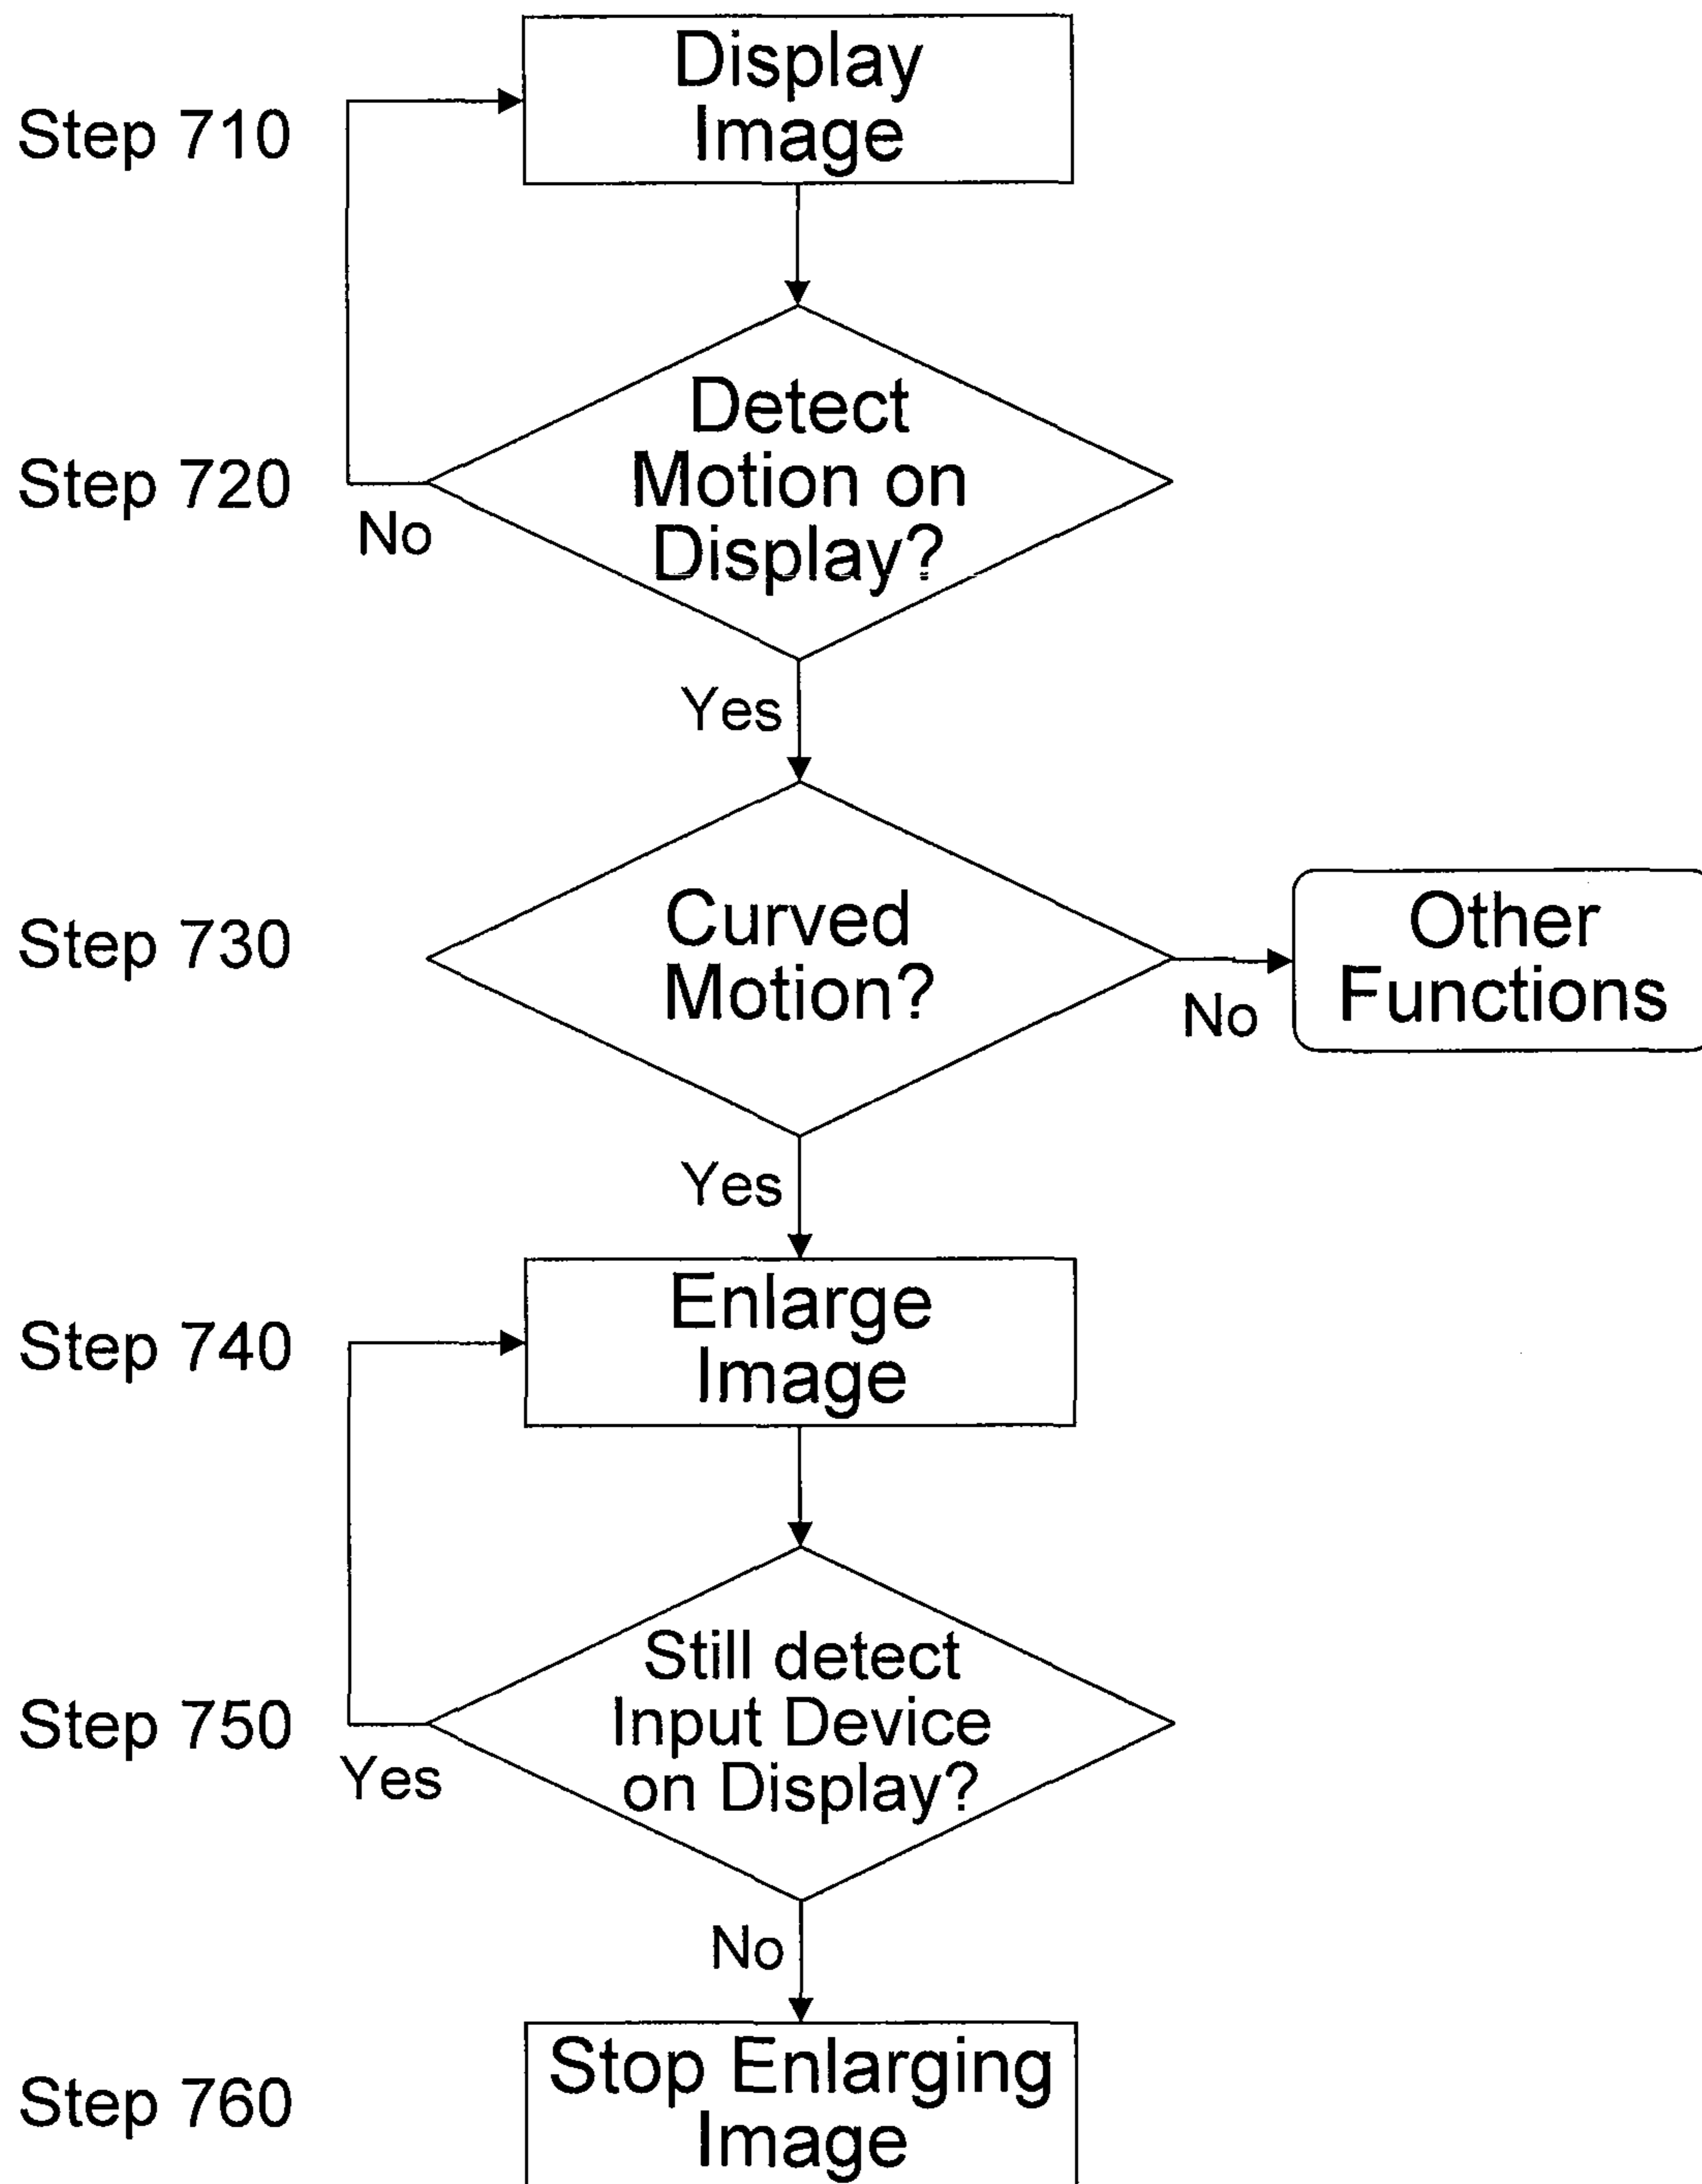 Display
Image
Step 710
Detect
Motion on
Display?
Step 720
No
Yes
Curved
Motion?
Step 730
No
Other
Functions
Yes
Enlarge
Image
Step 740
Still detect
Input Device
on Display?
Step 750
Yes
No
Stop Enlarging
Image
Step 760